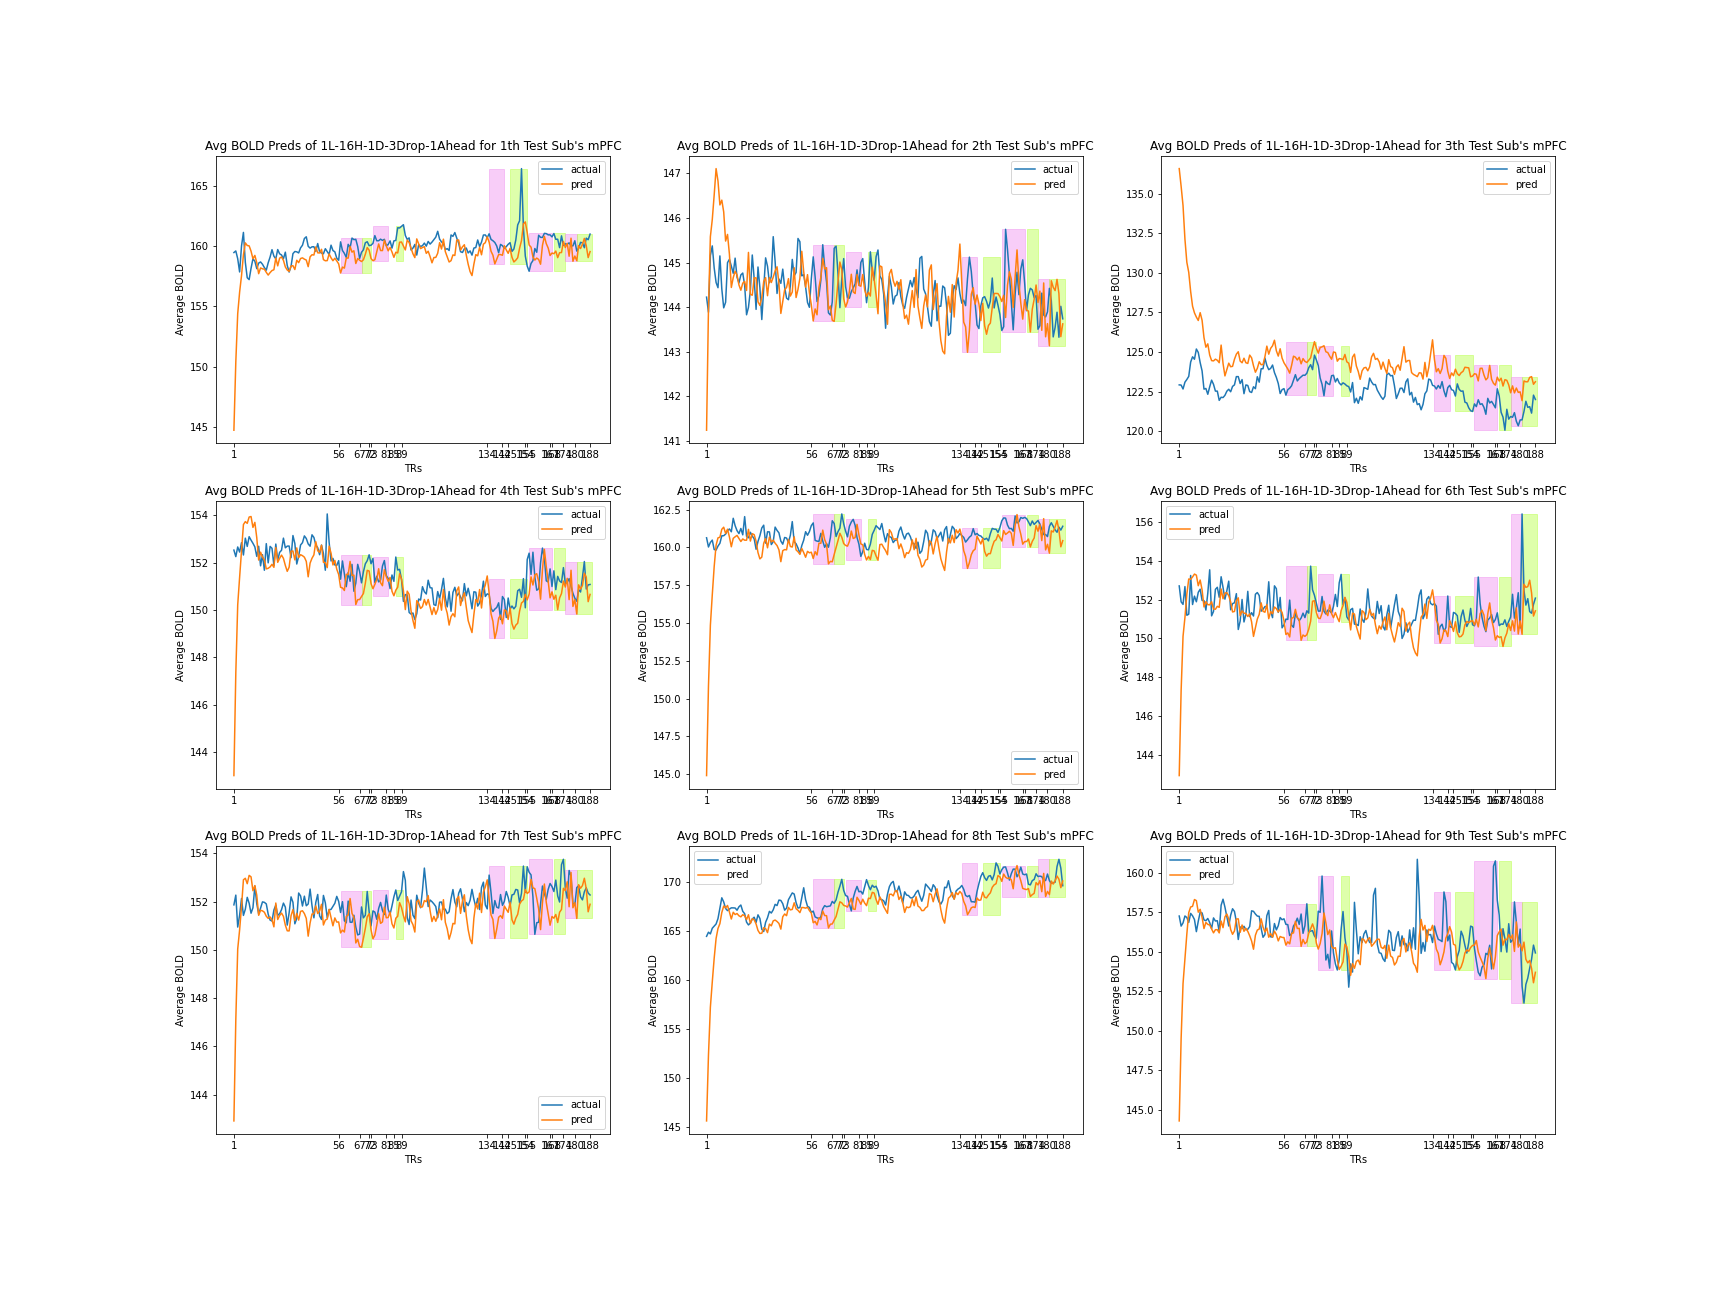 Avg BOLD Preds of 1L-16H-1D-3Drop-1Ahead for 1th Test Sub's mPFC
Average BOLD
165
160
155
150
145
actual
pred
1 56 89 188
TRs
Avg BOLD Preds of 1L-16H-1D-3Drop-1Ahead for 2th Test Sub's mPFC
Average BOLD
147
146
145
144
143
142
141
actual
pred
1 56 89 188
TRs
Avg BOLD Preds of 1L-16H-1D-3Drop-1Ahead for 3th Test Sub's mPFC
Average BOLD
135.0
132.5
130.0
127.5
125.0
122.5
120.0
actual
pred
1 56 89 188
TRs
Avg BOLD Preds of 1L-16H-1D-3Drop-1Ahead for 4th Test Sub's mPFC
Average BOLD
154
152
150
148
146
144
actual
pred
1 56 89 188
TRs
Avg BOLD Preds of 1L-16H-1D-3Drop-1Ahead for 5th Test Sub's mPFC
Average BOLD
162.5
160.0
157.5
155.0
152.5
150.0
147.5
145.0
actual
pred
1 56 89 188
TRs
Avg BOLD Preds of 1L-16H-1D-3Drop-1Ahead for 6th Test Sub's mPFC
Average BOLD
156
154
152
150
148
146
144
actual
pred
1 56 89 188
TRs
Avg BOLD Preds of 1L-16H-1D-3Drop-1Ahead for 7th Test Sub's mPFC
Average BOLD
154
152
150
148
146
144
actual
pred
1 56 89 188
TRs
Avg BOLD Preds of 1L-16H-1D-3Drop-1Ahead for 8th Test Sub's mPFC
Average BOLD
170
165
160
155
150
145
actual
pred
1 56 89 188
TRs
Avg BOLD Preds of 1L-16H-1D-3Drop-1Ahead for 9th Test Sub's mPFC
Average BOLD
160.0
157.5
155.0
152.5
150.0
147.5
145.0
actual
pred
1 56 89 188
TRs